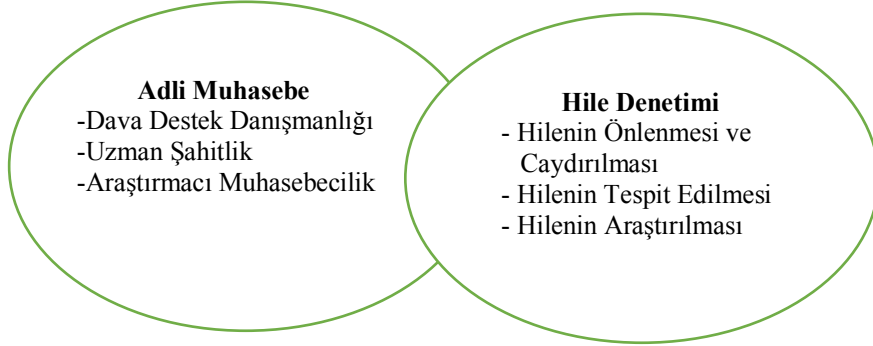 Adli Muhasebe
-Dava Destek Danışmanlığı
-Uzman Şahitlik
-Araştırmacı Muhasebecilik
Hile Denetimi
- Hilenin Önlenmesi ve
Caydırılması
- Hilenin Tespit Edilmesi
- Hilenin Araştırılması